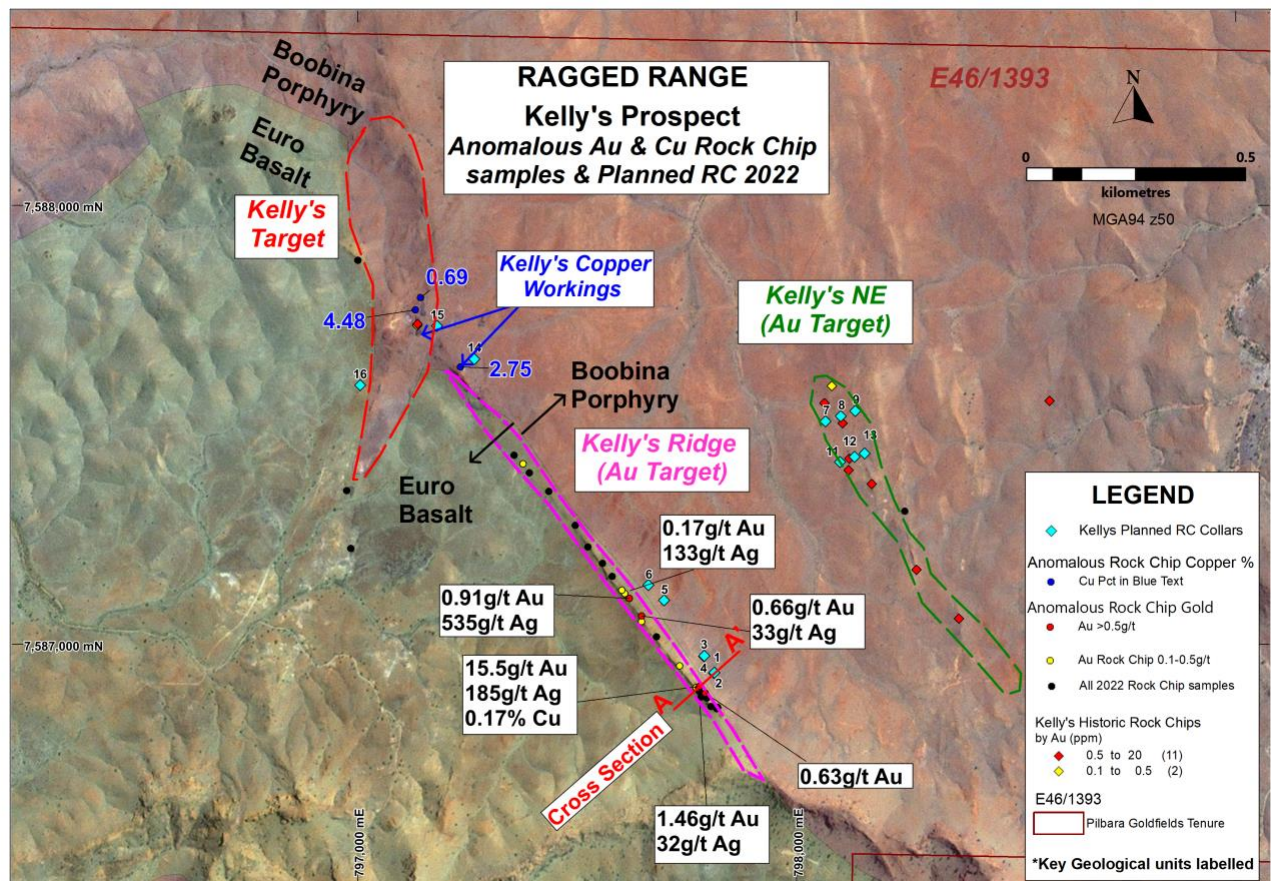 RAGGED RANGE
Kelly's Prospect
Anomalous Au & Cu Rock Chip
samples & Planned RC 2022
E46/1393
N
0
0.5
kilometres
MGA94 z50
Boobina
Porphyry
Euro
Basalt
7,588,000 mN
Kelly's
Target
Kelly's Copper
Workings
0.69
4.48
15
14
2.75
16
Kelly's NE
(Au Target)
7
8
9
11
12
13
Boobina
Porphyry
Euro
Basalt
Kelly's Ridge
(Au Target)
0.17g/t Au
133g/t Ag
6
5
0.91g/t Au
535g/t Ag
0.66g/t Au
33g/t Ag
7,587,000 mN
3
1
4
2
A'
A
15.5g/t Au
185g/t Ag
0.17% Cu
Cross Section
0.63g/t Au
1.46g/t Au
32g/t Ag
797,000 mE
798,000 mE
LEGEND
Kellys Planned RC Collars
Anomalous Rock Chip Copper %
Cu Pct in Blue Text
Anomalous Rock Chip Gold
Au >0.5g/t
Au Rock Chip 0.1-0.5g/t
All 2022 Rock Chip samples
Kelly's Historic Rock Chips
by Au (ppm)
0.5 to 20 (11)
0.1 to 0.5 (2)
E46/1393
Pilbara Goldfields Tenure
*Key Geological units labelled